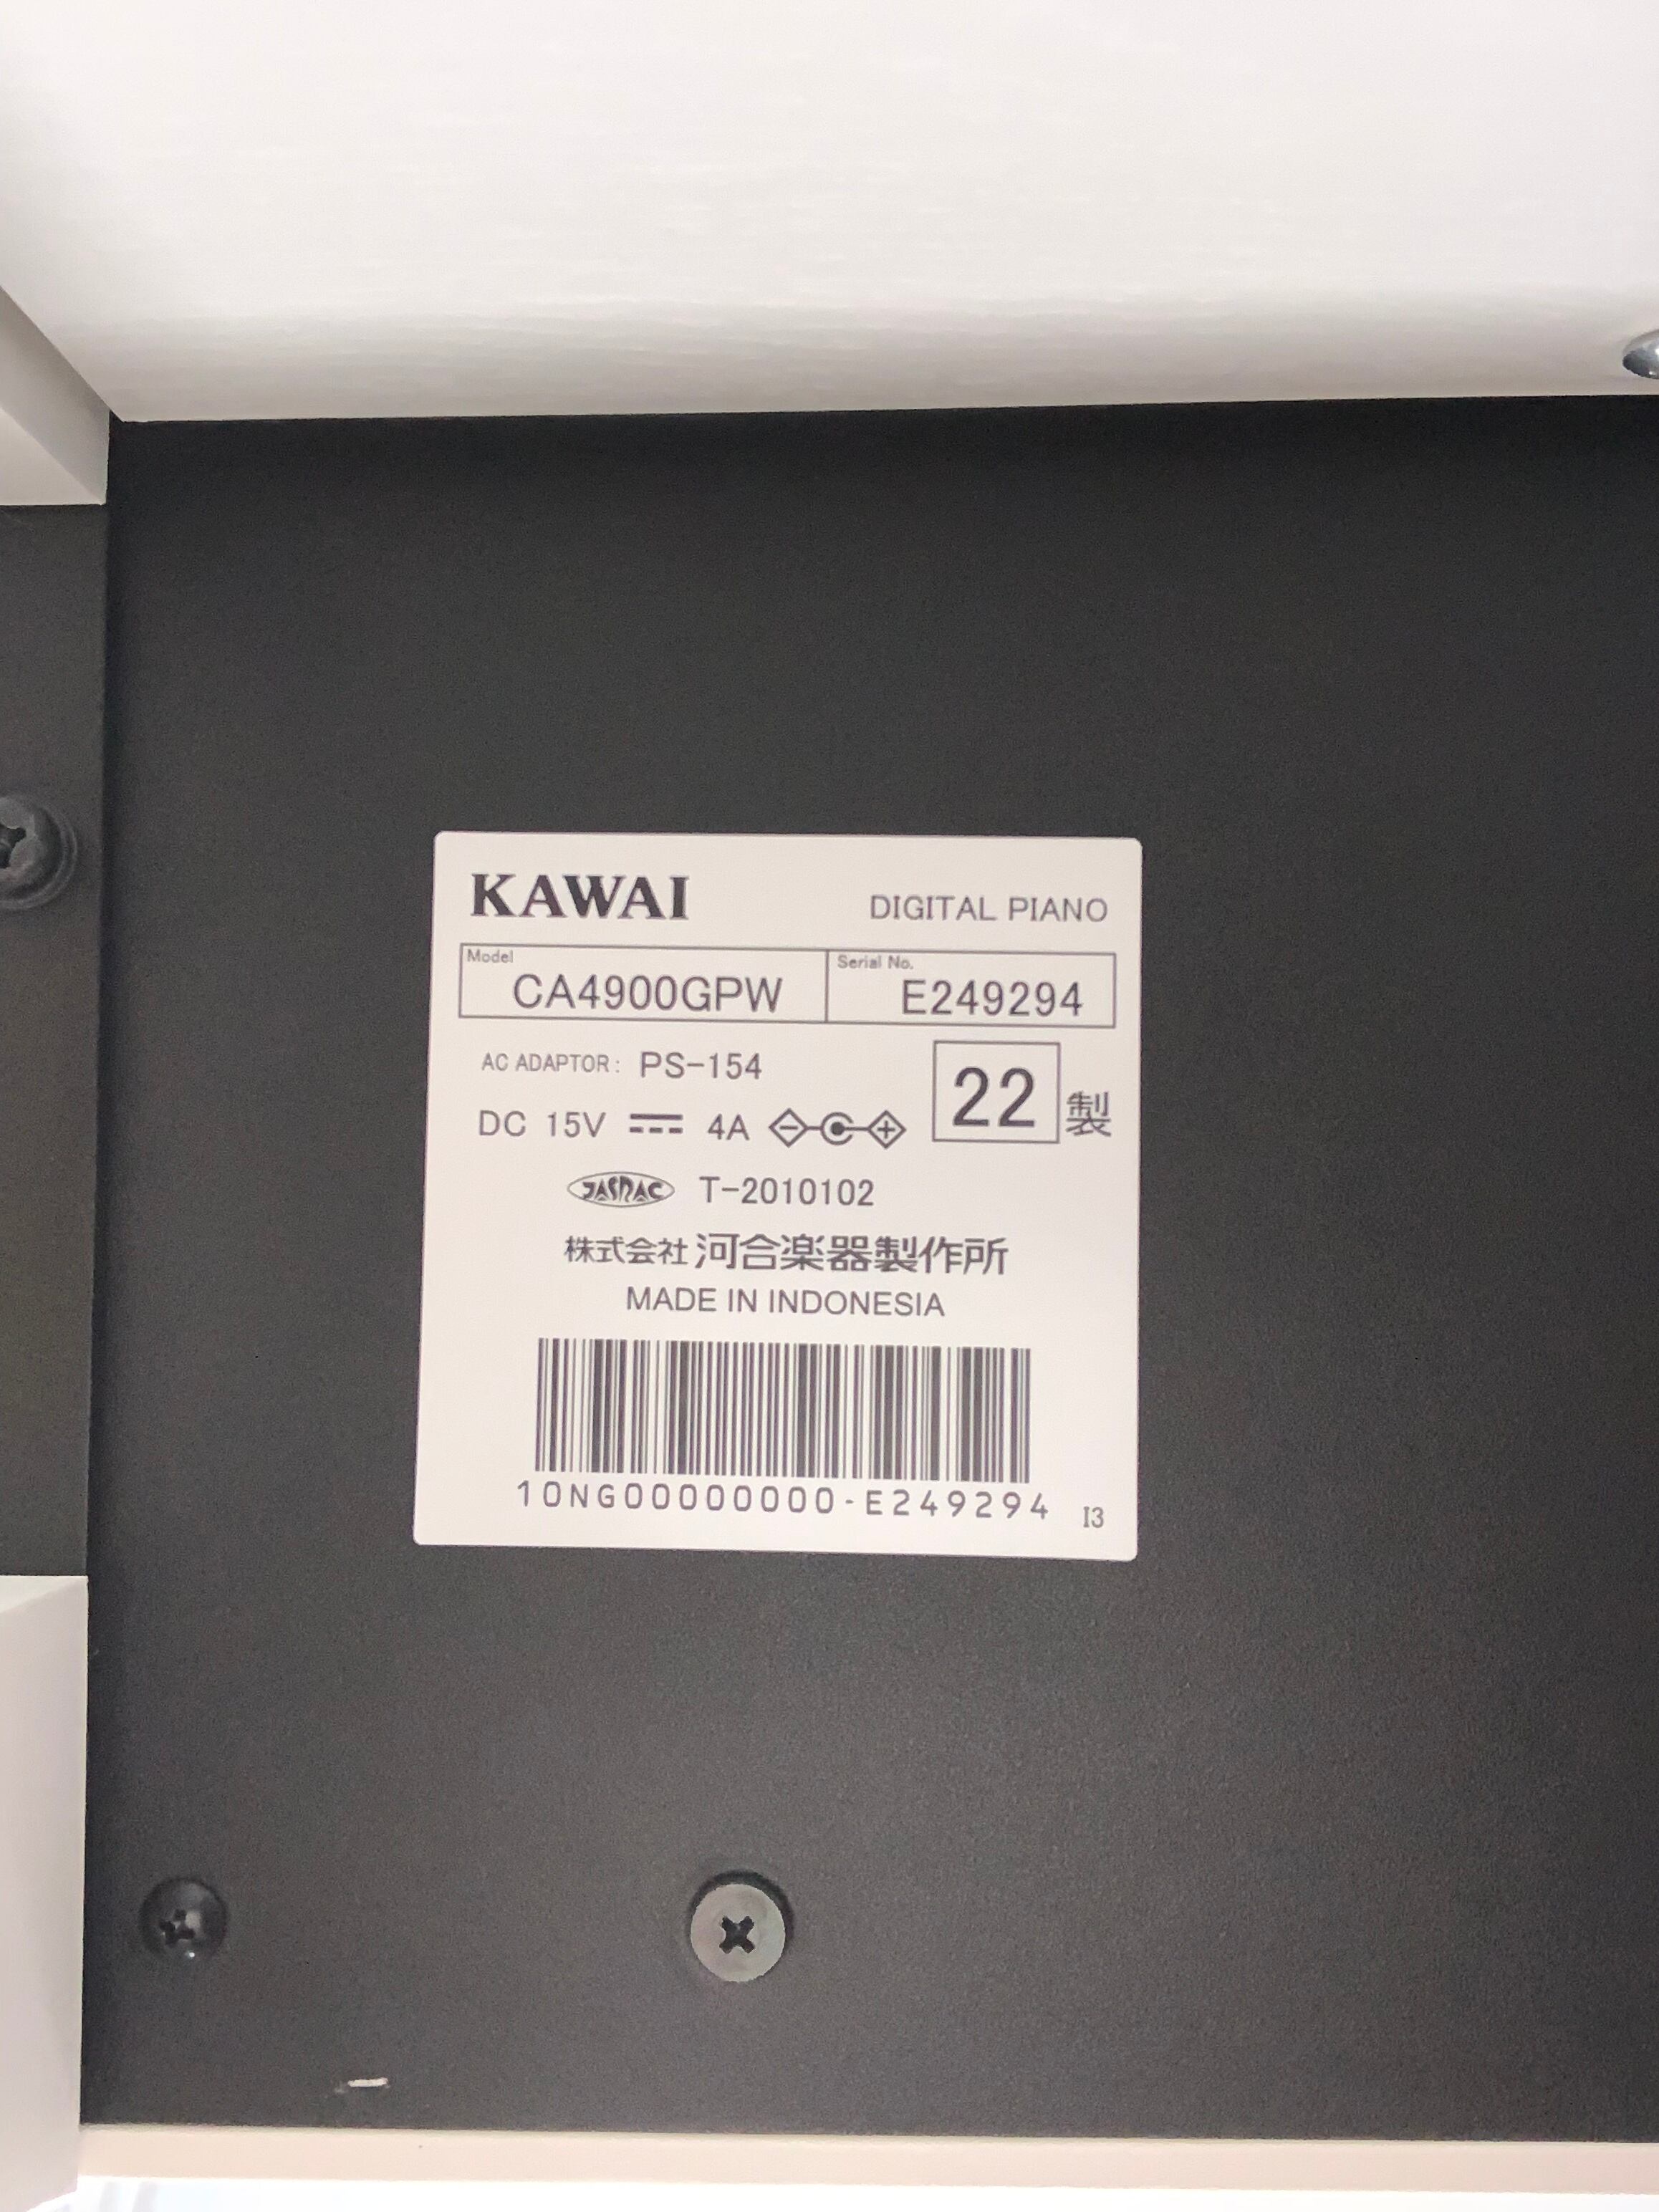 KAWAI DIGITAL PIANO
Model Serial No.
CA4900GPW E249294
AC ADAPTOR: PS-154
22 製
DC 15V 4A
JASRAC T-2010102
株式会社 河合楽器製作所
MADE IN INDONESIA
10NG00000000-E249294 I3